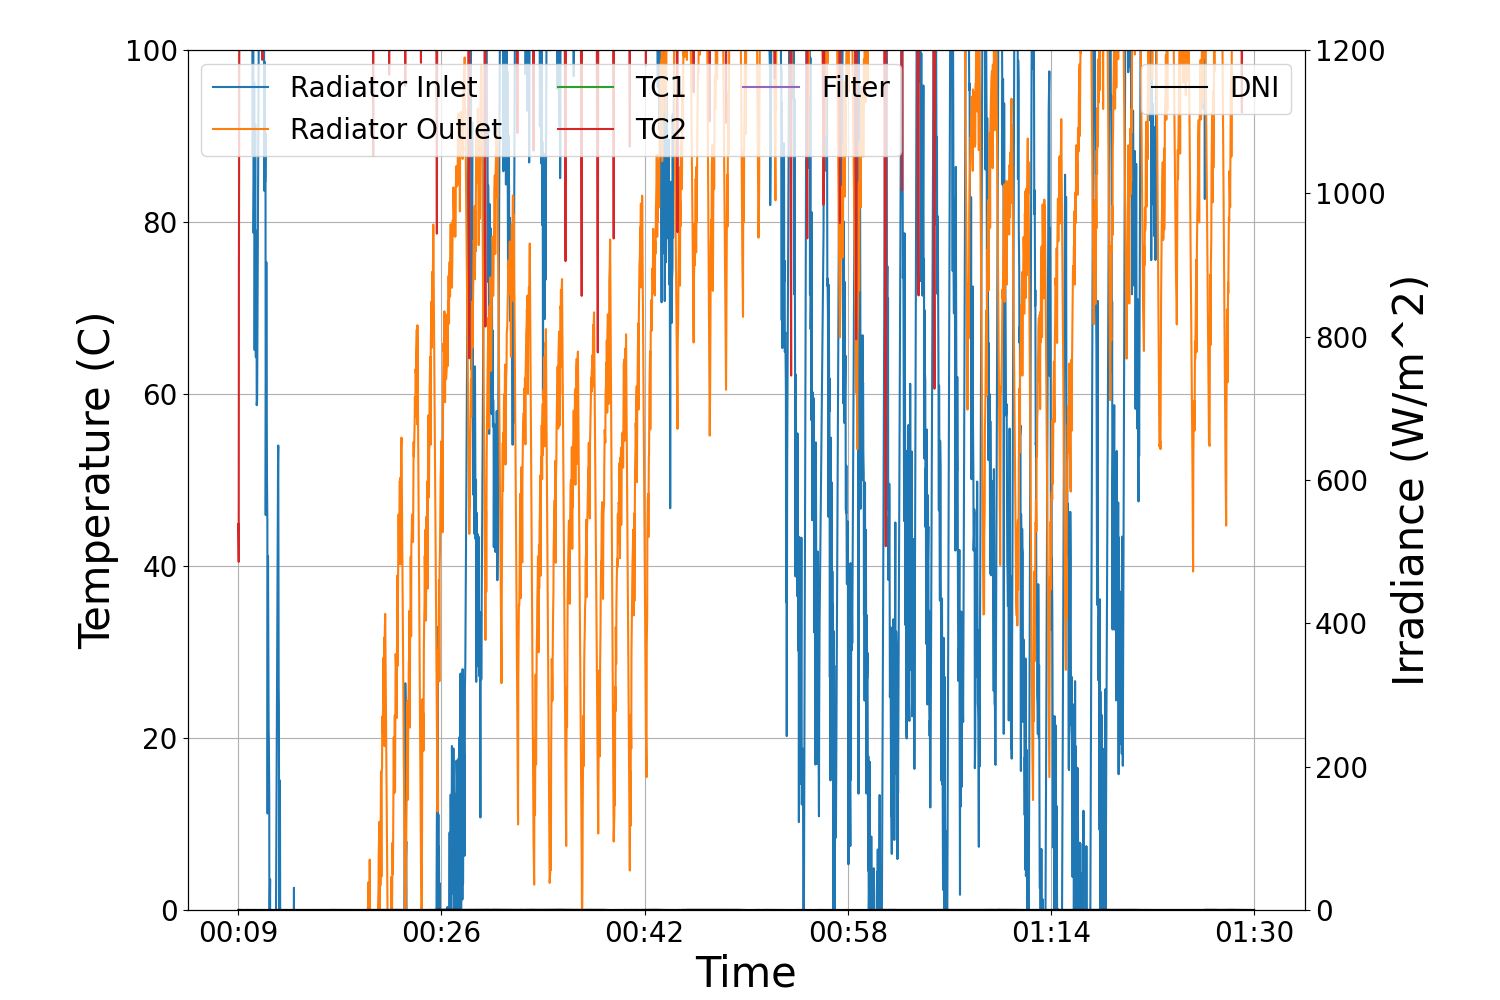 100
80
60
40
20
0
Temperature (C)
Radiator Inlet
Radiator Outlet
TC1
TC2
Filter
DNI
1200
1000
800
600
400
200
0
Irradiance (W/m^2)
00:09
00:26
00:42
00:58
01:14
01:30
Time